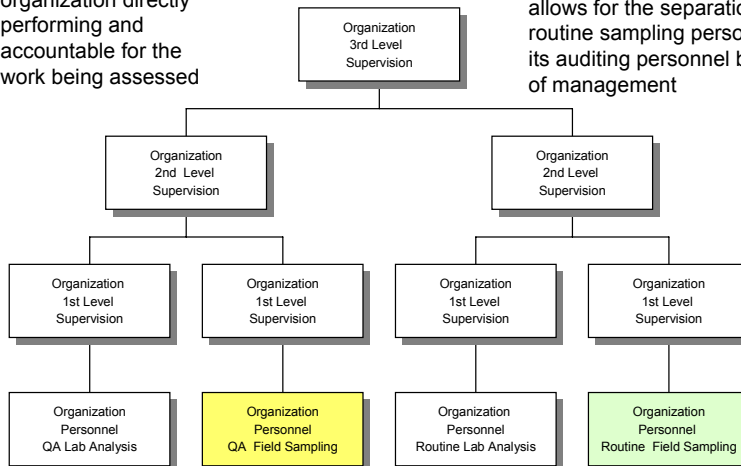 organization directly
performing and
accountable for the
work being assessed
allows for the
routine sampling
its auditing personnel
of management
Organization
3rd Level
Supervision
Organization
2nd Level
Supervision
Organization
2nd Level
Supervision
Organization
1st Level
Supervision
Organization
1st Level
Supervision
Organization
1st Level
Supervision
Organization
1st Level
Supervision
Organization
Personnel
QA Lab Analysis
Organization
Personnel
QA Field Sampling
Organization
Personnel
Routine Lab Analysis
Organization
Personnel
Routine Field Sampling